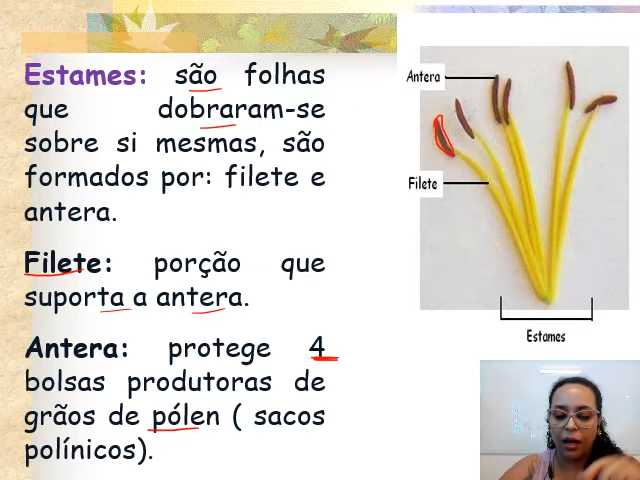 Estames: são folhas
que dobraram-se
sobre si mesmas, são
formados por: filete e
antera.
Filete: porção que
suporta a antera.
Antera: protege 4
bolsas produtoras de
grãos de pólen ( sacos
polínicos).
Antera
Filete
Estames